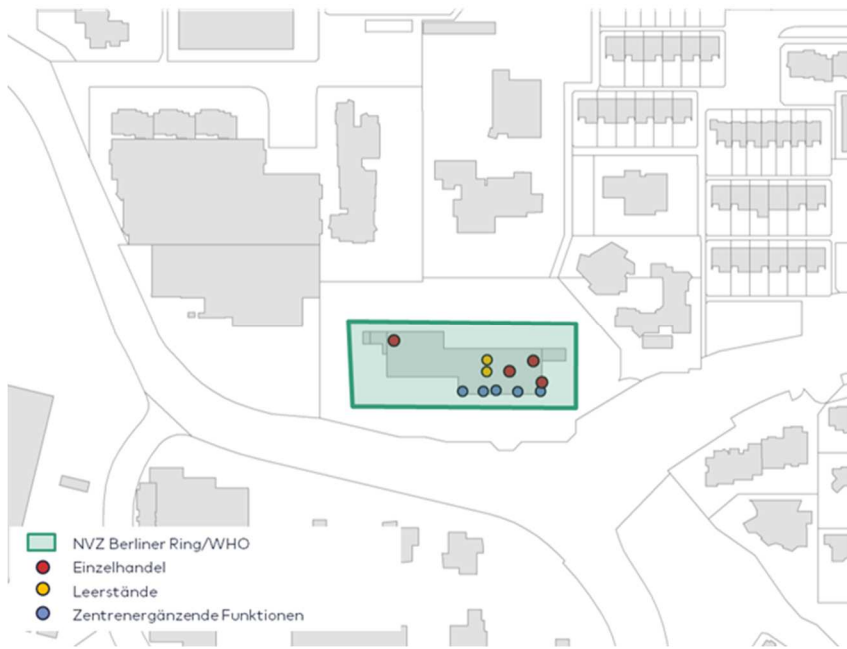 NVZ Berliner Ring/WHO
Einzelhandel
Leerstände
Zentrenergänzende Funktionen